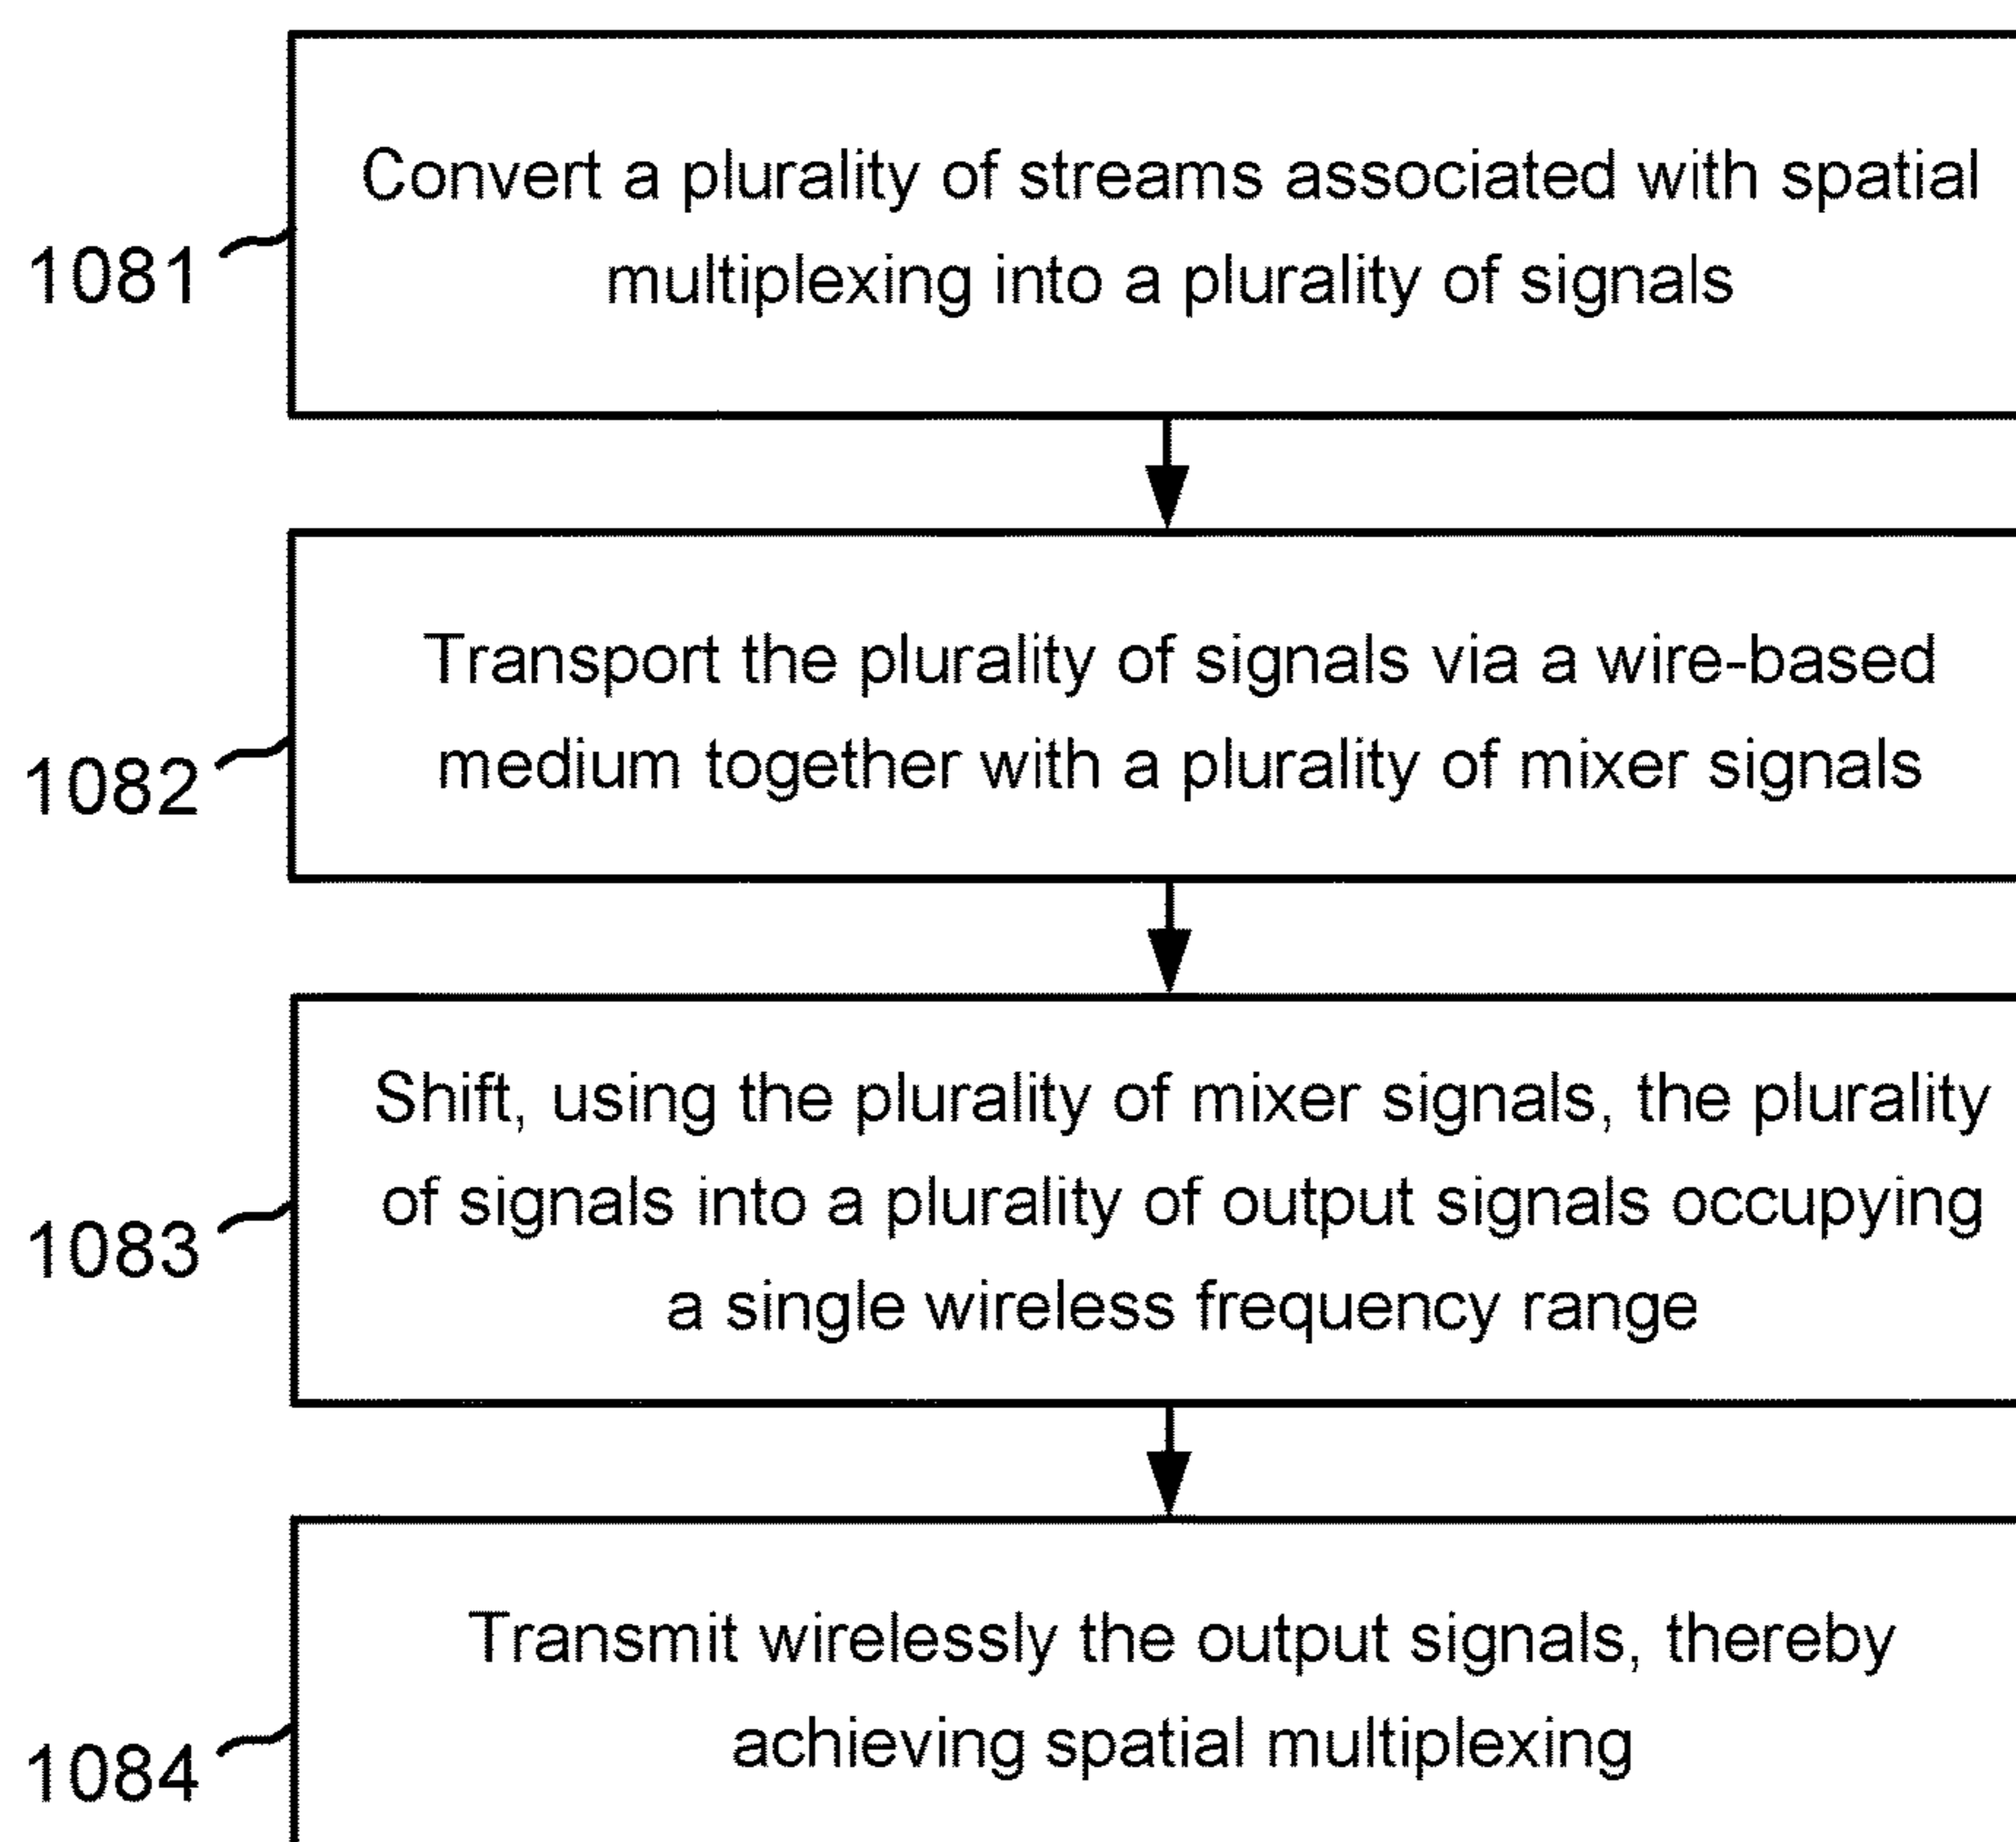 Convert a plurality of streams associated with spatial
multiplexing into a plurality of signals
1081
Transport the plurality of signals via a wire-based
medium together with a plurality of mixer signals
1082
Shift, using the plurality of mixer signals, the plurality
of signals into a plurality of output signals occupying
a single wireless frequency range
1083
Transmit wirelessly the output signals, thereby
achieving spatial multiplexing
1084